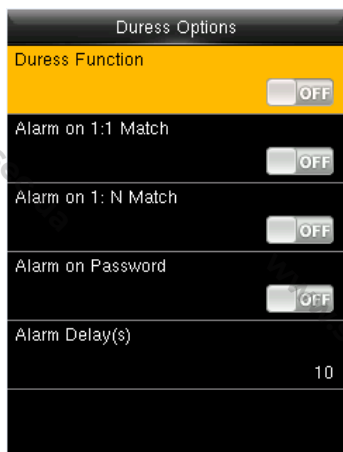 Duress Options
Duress Function
OFF
Alarm on 1:1 Match
OFF
Alarm on 1: N Match
OFF
Alarm on Password
OFF
Alarm Delay(s)
10